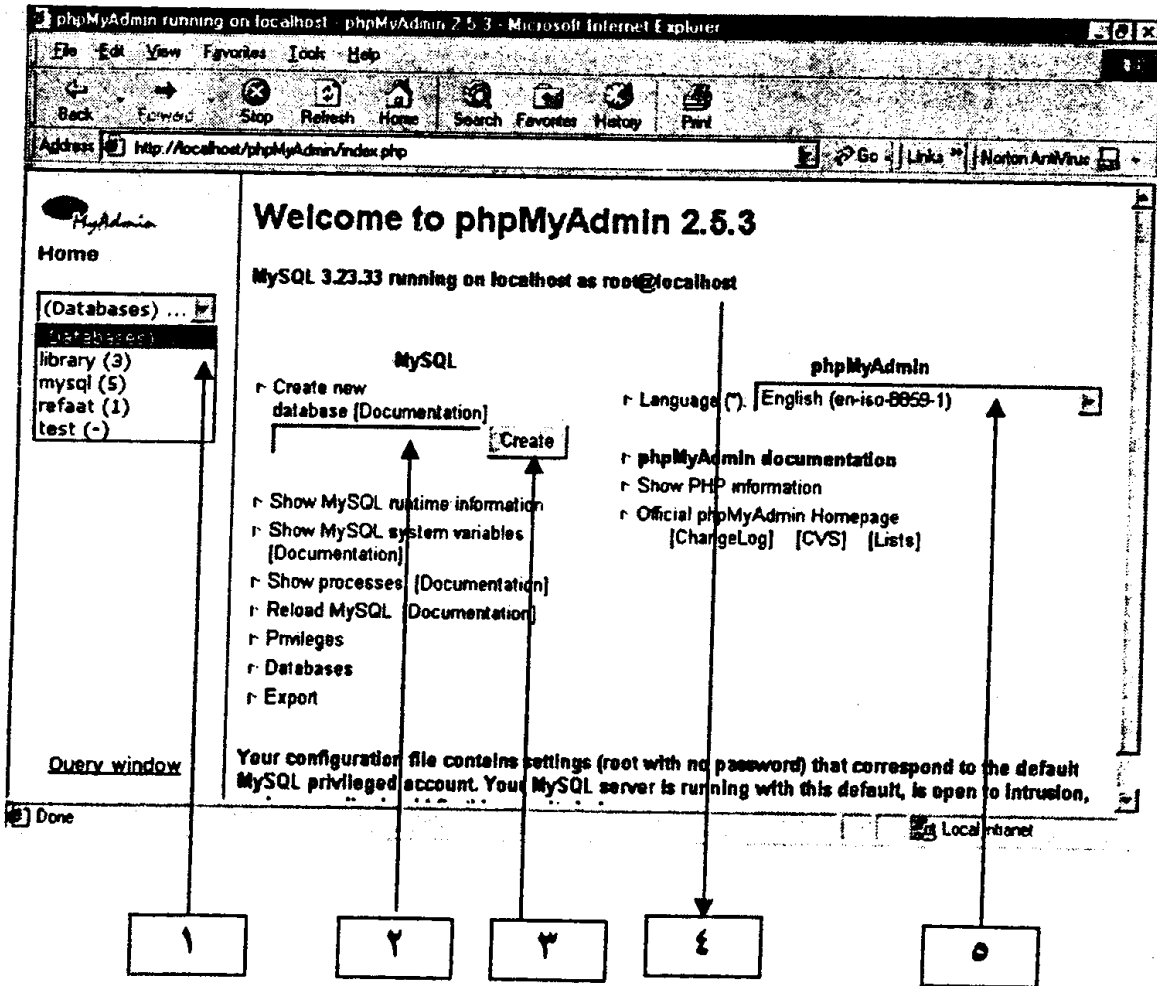 phpMyAdmin running on localhost - phpMyAdmin 2.5.3 - Microsoft Internet Explorer
File Edit View Favorites Tools Help
Back Forward Stop Refresh Home Search Favorites History Print
Address http://localhost/phpMyAdmin/index.php Go Links » Norton AntiVirus
MyAdmin
Home
(Databases) ...
(Databases) ...
library (3)
mysql (5)
refaat (1)
test (-)
Query window
Welcome to phpMyAdmin 2.5.3
MySQL 3.23.33 running on localhost as root@localhost
MySQL
Create new
database [Documentation]
Create
Show MySQL runtime information
Show MySQL system variables
[Documentation]
Show processes [Documentation]
Reload MySQL [Documentation]
Privileges
Databases
Export
phpMyAdmin
Language (*): English (en-iso-8859-1)
phpMyAdmin documentation
Show PHP information
Official phpMyAdmin Homepage
[ChangeLog] [CVS] [Lists]
Your configuration file contains settings (root with no password) that correspond to the default
MySQL privileged account. Your MySQL server is running with this default, is open to intrusion,
Done Local intranet
١ ٢ ٣ ٤ ٥